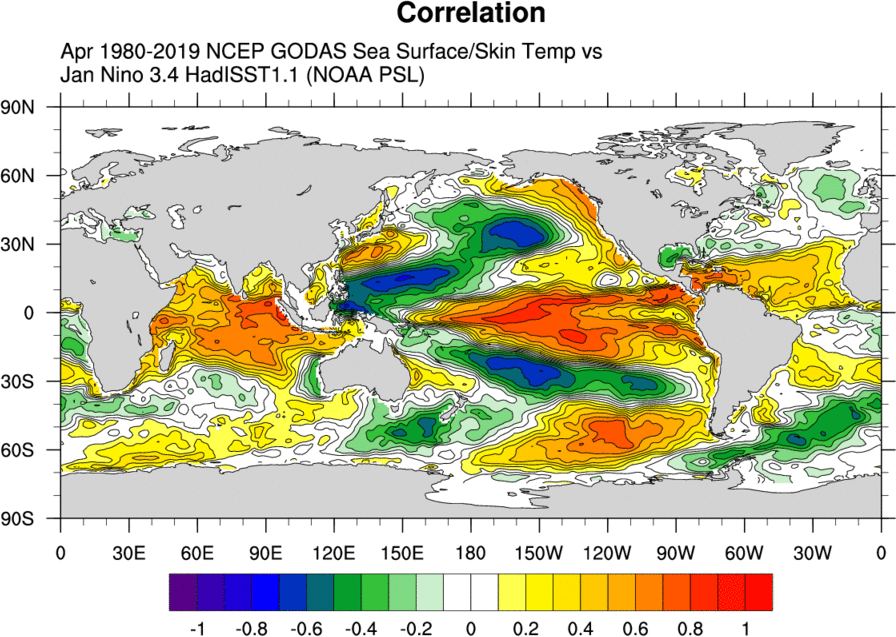 Correlation
Apr 1980-2019 NCEP GODAS Sea Surface/Skin Temp vs
Jan Nino 3.4 HadISST1.1 (NOAA PSL)
90N
60N
30N
0
30S
60S
90S
0 30E 60E 90E 120E 150E 180 150W 120W 90W 60W 30W 0
-1 -0.8 -0.6 -0.4 -0.2 0 0.2 0.4 0.6 0.8 1